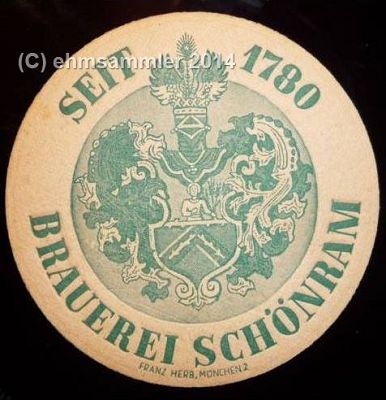 (C) ehmsammler 2014
SEIT 1780
BRAUEREI SCHÖNRAM
FRANZ HERB, MÜNCHEN 2